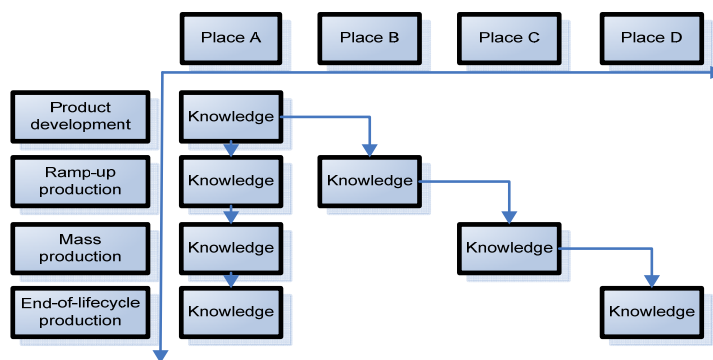 Place A
Place B
Place C
Place D
Product
development
Knowledge
Ramp-up
production
Knowledge
Knowledge
Mass
production
Knowledge
Knowledge
End-of-lifecycle
production
Knowledge
Knowledge